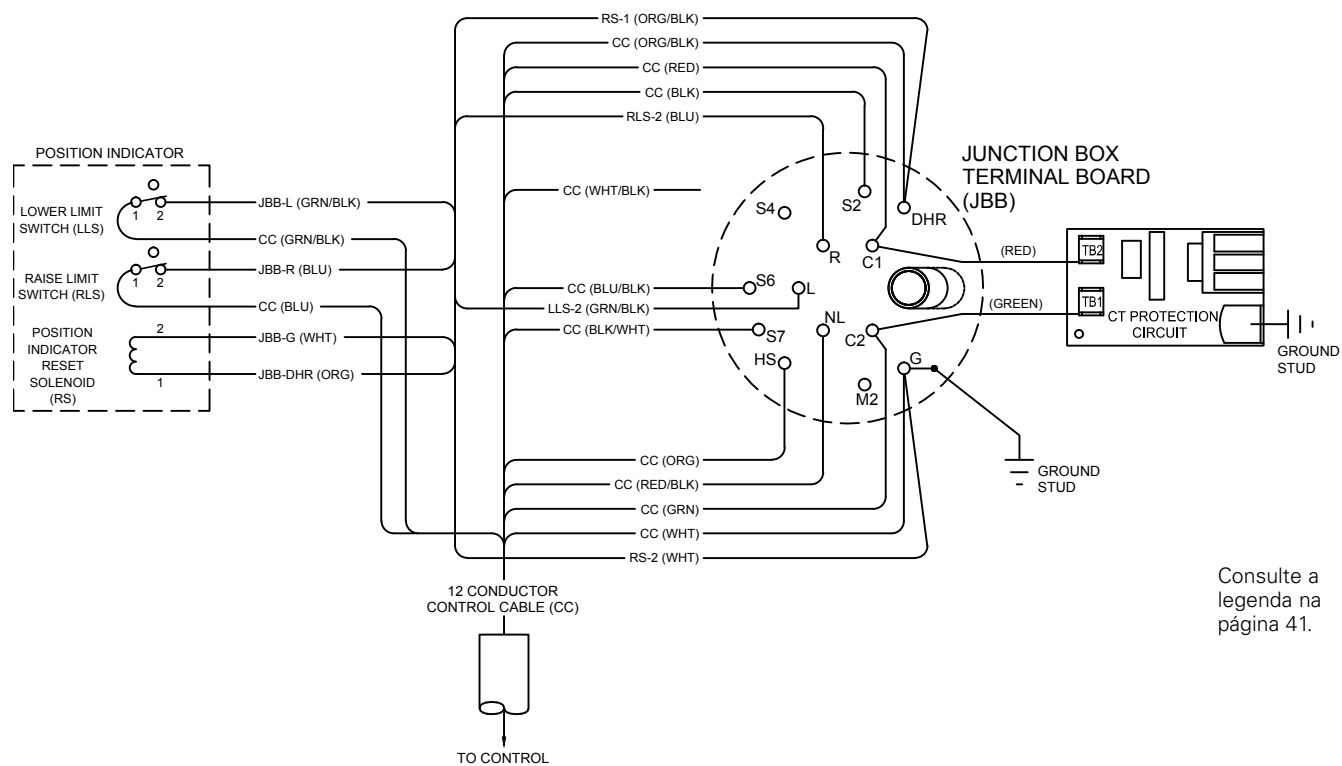 RS-1 (ORG/BLK)
CC (ORG/BLK)
CC (RED)
CC (BLK)
RLS-2 (BLU)
CC (WHT/BLK)
CC (BLU/BLK)
LLS-2 (GRN/BLK)
CC (BLK/WHT)
CC (ORG)
CC (RED/BLK)
CC (GRN)
CC (WHT)
RS-2 (WHT)
POSITION INDICATOR
LOWER LIMIT
SWITCH (LLS)
1 2
JBB-L (GRN/BLK)
CC (GRN/BLK)
RAISE LIMIT
SWITCH (RLS)
1 2
JBB-R (BLU)
CC (BLU)
POSITION
INDICATOR
RESET
SOLENOID
(RS)
2
1
JBB-G (WHT)
JBB-DHR (ORG)
JUNCTION BOX
TERMINAL BOARD
(JBB)
S4
S2
DHR
R
C1
S6
L
S7
NL
C2
HS
G
M2
(RED)
(GREEN)
TB2
TB1
CT PROTECTION
CIRCUIT
GROUND
STUD
GROUND
STUD
12 CONDUCTOR
CONTROL CABLE (CC)
TO CONTROL
Consulte a
legenda na
página 41.